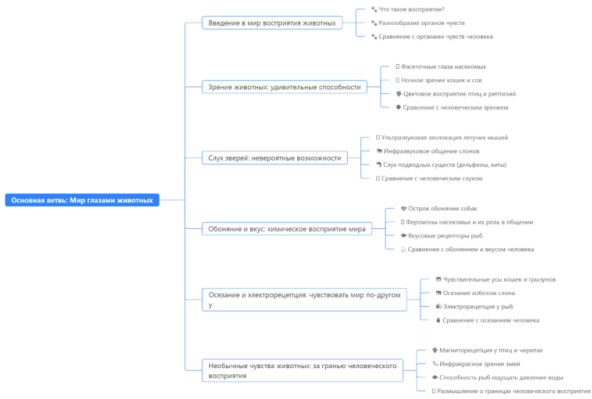 Основная ветвь: Мир глазами животных
Введение в мир восприятия животных
Что такое восприятие?
Разнообразие органов чувств
Сравнение с органами чувств человека
Зрение животных: удивительные способности
Фасеточные глаза насекомых
Ночное зрение кошек и сов
Цветовое восприятие птиц и рептилий
Сравнение с человеческим зрением
Слух зверей: невероятные возможности
Ультразвуковая эхолокация летучих мышей
Инфразвуковое общение слонов
Слух подводных существ (дельфины, киты)
Сравнение с человеческим слухом
Обоняние и вкус: химическое восприятие мира
Острое обоняние собак
Феромоны насекомых и их роль в общении
Вкусовые рецепторы рыб
Сравнение с обонянием и вкусом человека
Осязание и электрорецепция: чувствовать мир по-другом
у
Чувствительные усы кошек и грызунов
Осязание хоботом слона
Электрорецепция у рыб
Сравнение с осязанием человека
Необычные чувства животных: за гранью человеческого
восприятия
Магниторецепция у птиц и черепах
Инфракрасное зрение змей
Способность рыб ощущать давление воды
Размышление о границах человеческого восприятия